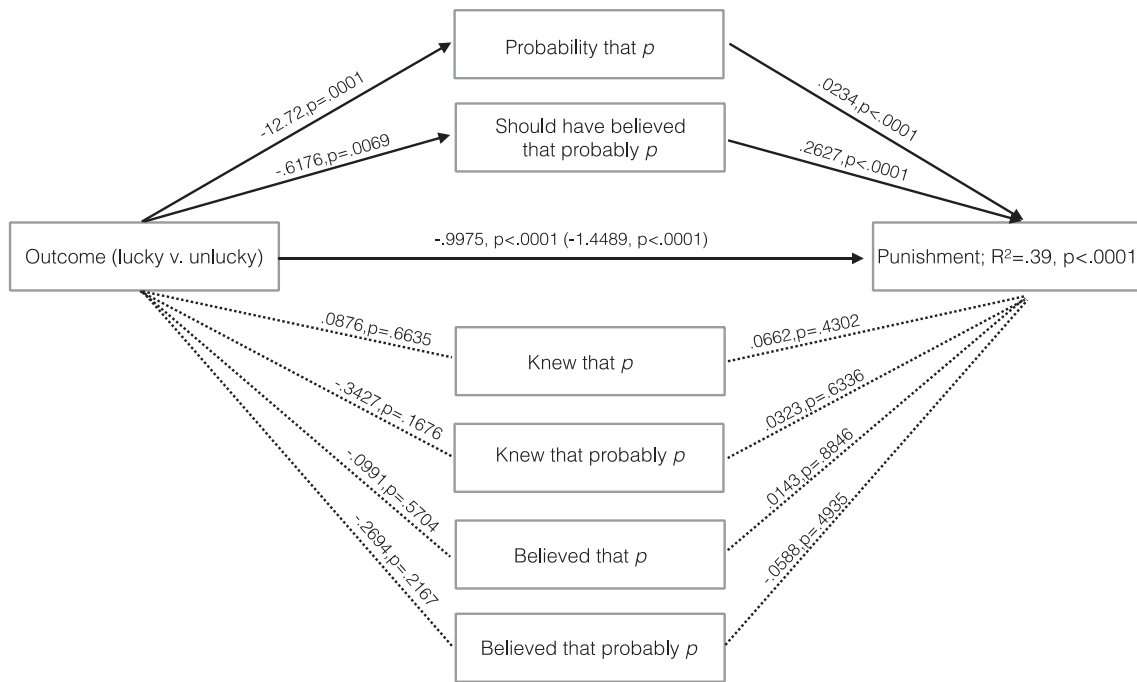 Probability that p
-12.72,p=.0001
.0234,p<.0001
Should have believed
that probably p
-.6176,p=.0069
.2627,p<.0001
-.9975, p<.0001 (-1.4489, p<.0001)
Outcome (lucky v. unlucky)
Punishment; R²=.39, p<.0001
.0876,p=.6635
.0662,p=.4302
Knew that p
-.3427,p=.1676
.0323,p=.6336
Knew that probably p
-.0991,p=.5704
.0143,p=.8846
Believed that p
-.2694,p=.2167
-.0588,p=.4935
Believed that probably p